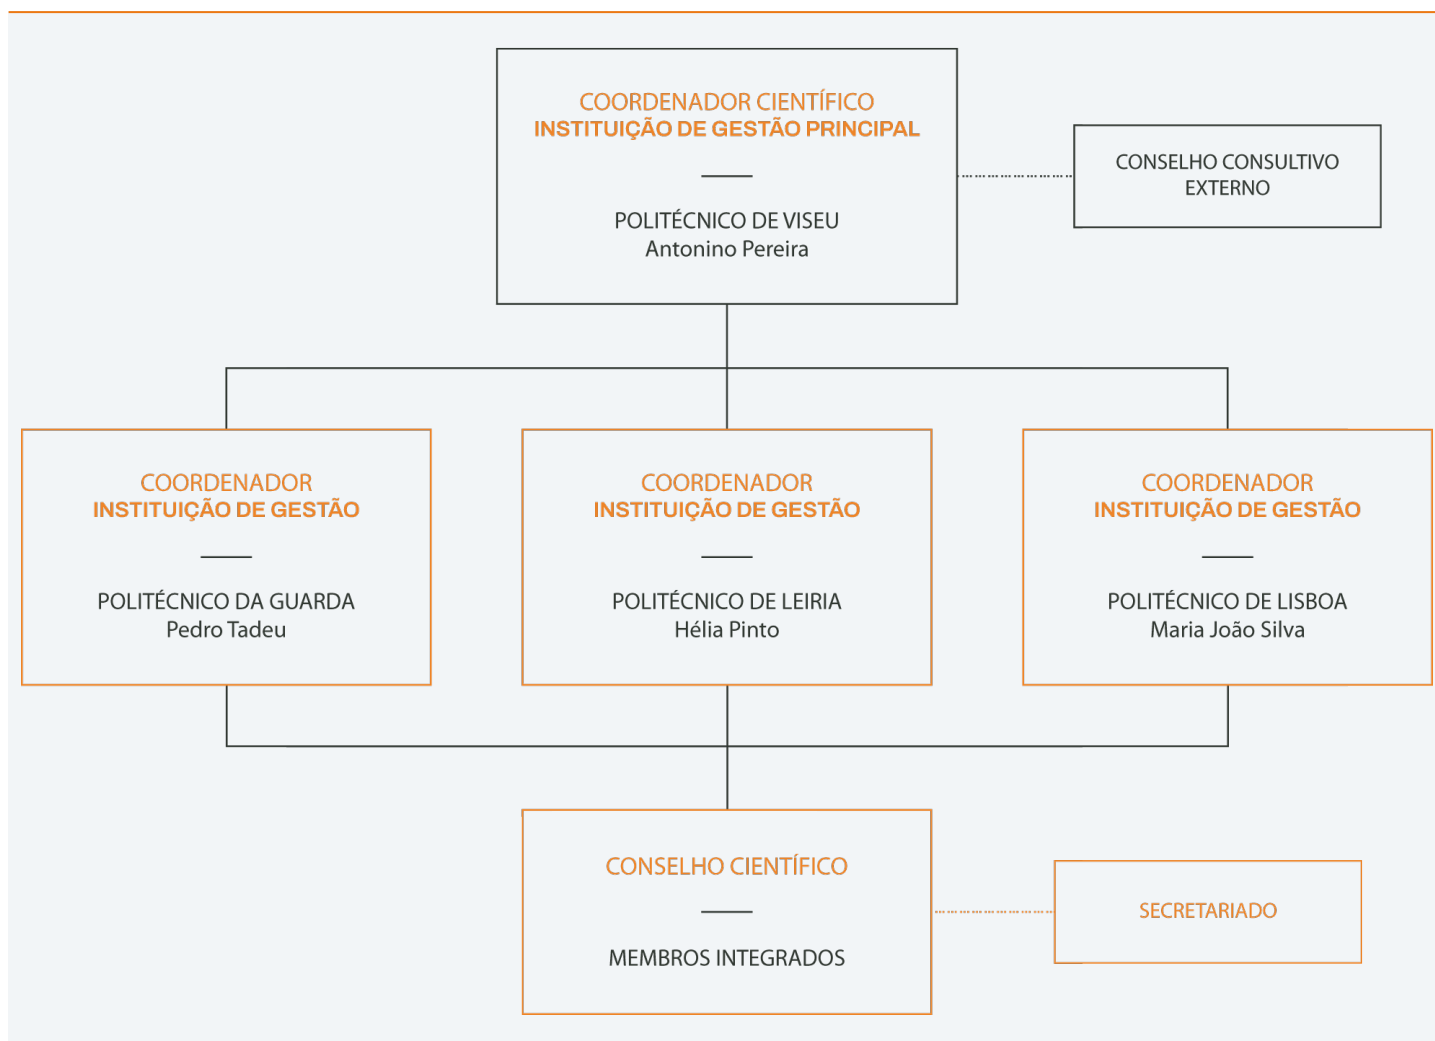 COORDENADOR CIENTÍFICO
INSTITUIÇÃO DE GESTÃO PRINCIPAL
POLITÉCNICO DE VISEU
Antonino Pereira
CONSELHO CONSULTIVO
EXTERNO
COORDENADOR
INSTITUIÇÃO DE GESTÃO
POLITÉCNICO DA GUARDA
Pedro Tadeu
COORDENADOR
INSTITUIÇÃO DE GESTÃO
POLITÉCNICO DE LEIRIA
Hélia Pinto
COORDENADOR
INSTITUIÇÃO DE GESTÃO
POLITÉCNICO DE LISBOA
Maria João Silva
CONSELHO CIENTÍFICO
MEMBROS INTEGRADOS
SECRETARIADO